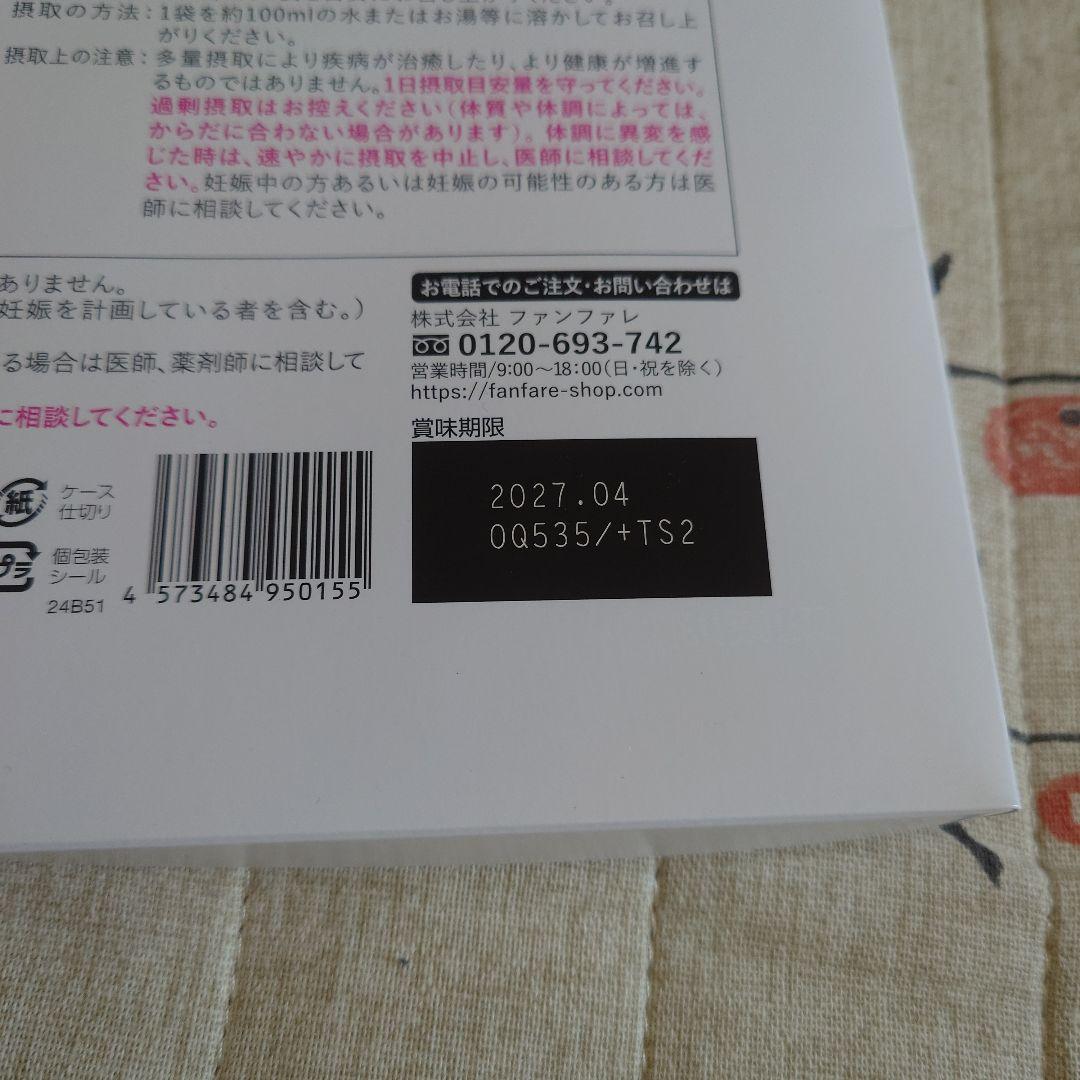 摂取の方法：1袋を約100mlの水またはお湯等に溶かしてお召し上
がりください。
摂取上の注意：多量摂取により疾病が治癒したり、より健康が増進す
るものではありません。1日摂取目安量を守ってください。
過剰摂取はお控えください（体質や体調によっては、
からだに合わない場合があります）。体調に異変を感
じた時は、速やかに摂取を中止し、医師に相談してくだ
さい。妊娠中の方あるいは妊娠の可能性のある方は医
師に相談してください。
ありません。
妊娠を計画している者を含む。）
る場合は医師、薬剤師に相談して
に相談してください。
お電話でのご注文・お問い合わせは
株式会社 ファンファレ
0120-693-742
営業時間/9:00～18:00（日・祝を除く）
https://fanfare-shop.com
賞味期限
2027.04
0Q535/+TS2
紙
ケース
仕切り
プラ
個包装
シール
24B51
4 573484 950155